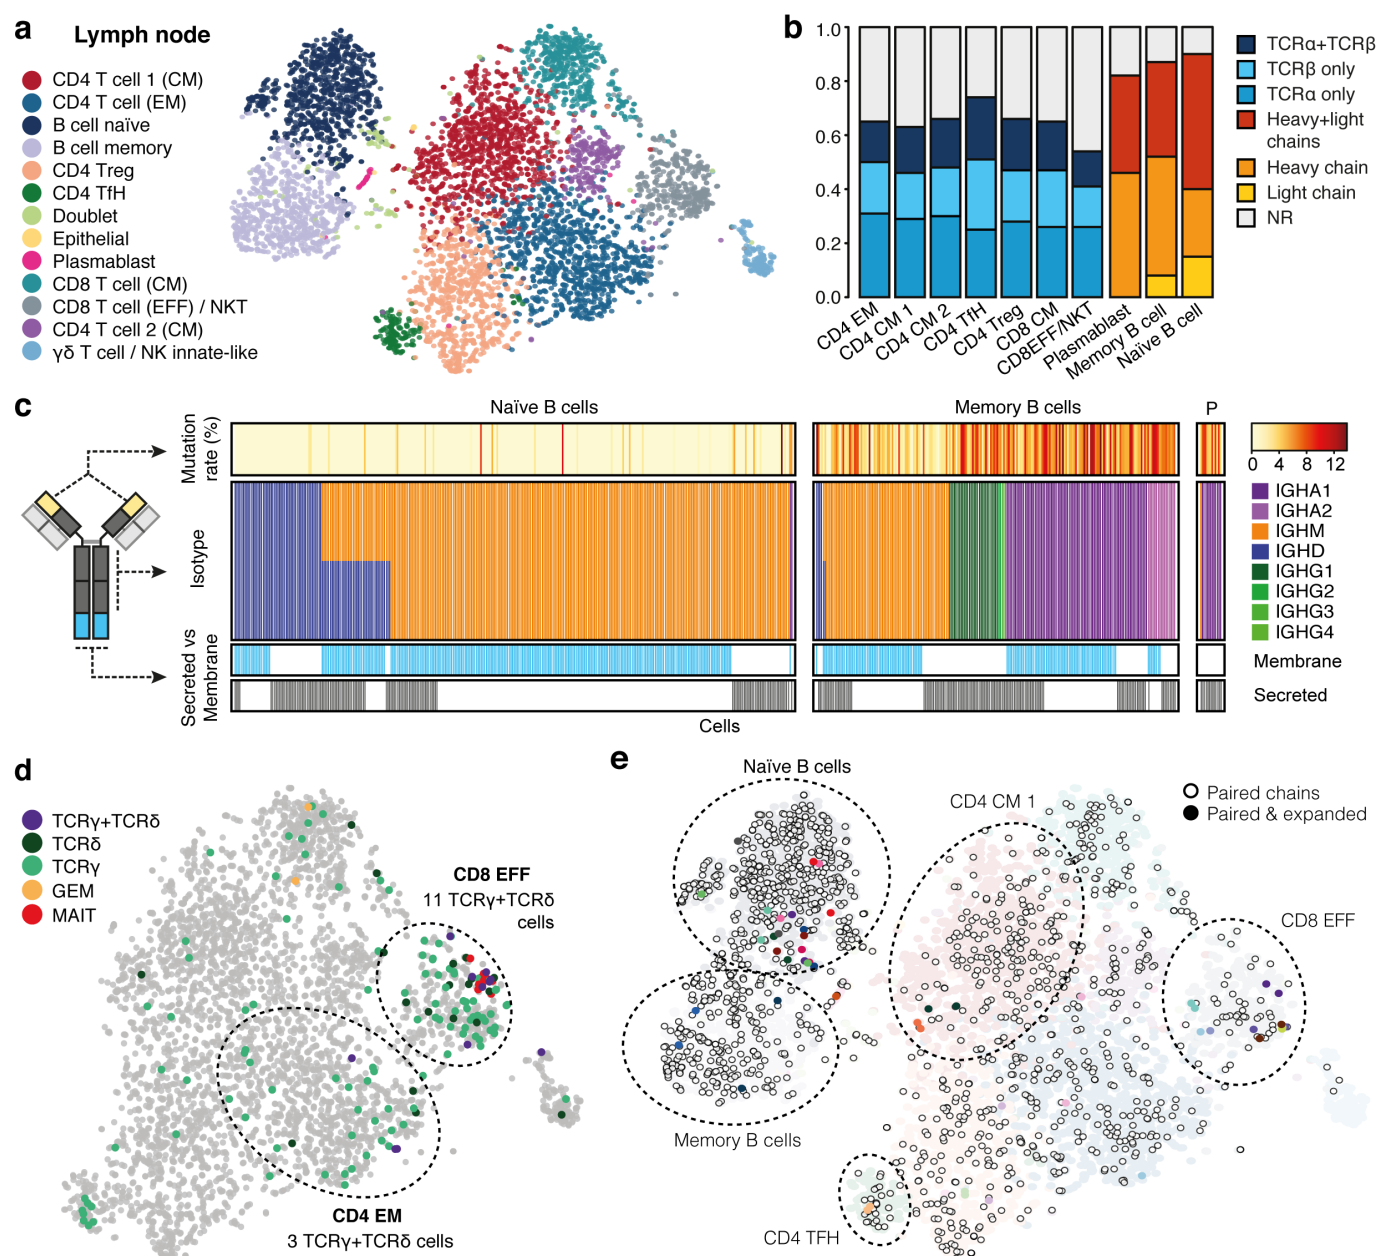 a
Lymph node
CD4 T cell 1 (CM)
CD4 T cell (EM)
B cell naïve
B cell memory
CD4 Treg
CD4 TfH
Doublet
Epithelial
Plasmablast
CD8 T cell (CM)
CD8 T cell (EFF) / NKT
CD4 T cell 2 (CM)
γδ T cell / NK innate-like
b
1.0
0.8
0.6
0.4
0.2
0.0
CD4 EM
CD4 CM 1
CD4 CM 2
CD4 TfH
CD4 Treg
CD8 CM
CD8EFF/NKT
Plasmablast
Memory B cell
Naïve B cell
TCRα+TCRβ
TCRβ only
TCRα only
Heavy+light
chains
Heavy chain
Light chain
NR
c
Naïve B cells
Memory B cells
P
Mutation
rate (%)
Isotype
Secreted vs
Membrane
Cells
0 4 8 12
IGHA1
IGHA2
IGHM
IGHD
IGHG1
IGHG2
IGHG3
IGHG4
Membrane
Secreted
d
TCRγ+TCRδ
TCRδ
TCRγ
GEM
MAIT
CD8 EFF
11 TCRγ+TCRδ
cells
CD4 EM
3 TCRγ+TCRδ cells
e
Naïve B cells
CD4 CM 1
Paired chains
Paired & expanded
CD8 EFF
Memory B cells
CD4 TFH